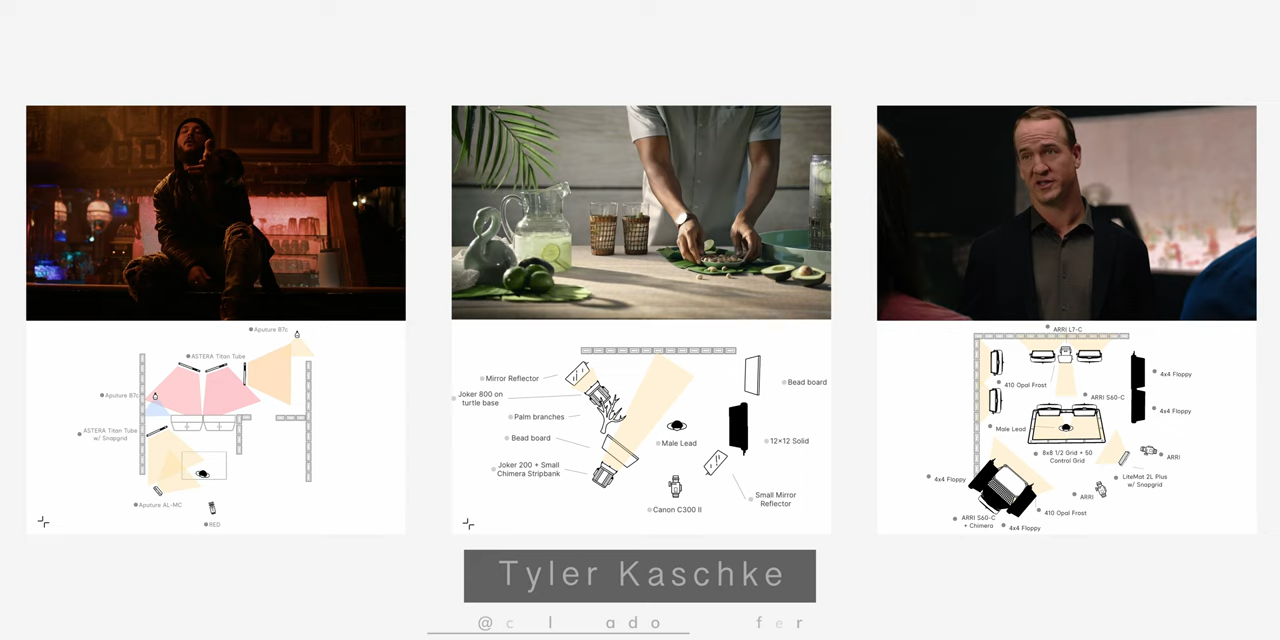 Aputure B7c
ASTERA Titan Tube
Aputure B7c
ASTERA Titan Tube
w/ Snapgrid
Aputure AL-MC
RED
Mirror Reflector
Joker 800 on
turtle base
Palm branches
Bead board
Joker 200 + Small
Chimera Stripbank
Male Lead
Canon C300 II
Bead board
12x12 Solid
Small Mirror
Reflector
ARRI L7-C
410 Opal Frost
4x4 Floppy
ARRI S60-C
4x4 Floppy
Male Lead
8x8 1/2 Grid + 50
Control Grid
ARRI
LiteMat 2L Plus
w/ Snapgrid
4x4 Floppy
ARRI
410 Opal Frost
ARRI S60-C
+ Chimera
4x4 Floppy
Tyler Kaschke